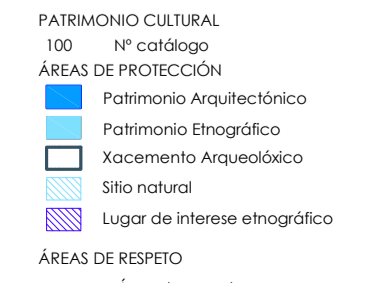 PATRIMONIO CULTURAL
100 Nº catálogo
ÁREAS DE PROTECCIÓN
Patrimonio Arquitectónico
Patrimonio Etnográfico
Xacemento Arqueolóxico
Sitio natural
Lugar de interese etnográfico
ÁREAS DE RESPETO